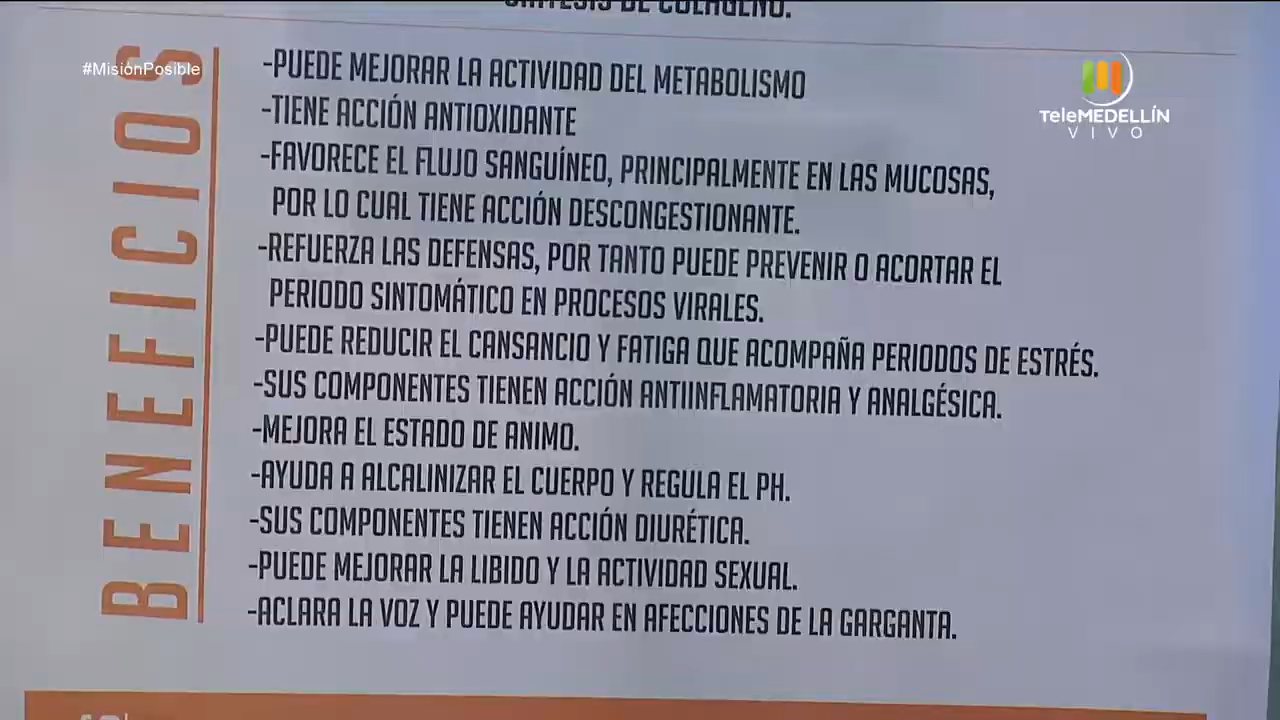 SÍNTESIS DE COLÁGENO.
#MisiónPosible
TeleMEDELLÍN
VIVO
BENEFICIOS
-PUEDE MEJORAR LA ACTIVIDAD DEL METABOLISMO
-TIENE ACCIÓN ANTIOXIDANTE
-FAVORECE EL FLUJO SANGUÍNEO, PRINCIPALMENTE EN LAS MUCOSAS,
POR LO CUAL TIENE ACCIÓN DESCONGESTIONANTE.
-REFUERZA LAS DEFENSAS, POR TANTO PUEDE PREVENIR O ACORTAR EL
PERIODO SINTOMÁTICO EN PROCESOS VIRALES.
-PUEDE REDUCIR EL CANSANCIO Y FATIGA QUE ACOMPAÑA PERIODOS DE ESTRÉS.
-SUS COMPONENTES TIENEN ACCIÓN ANTIINFLAMATORIA Y ANALGÉSICA.
-MEJORA EL ESTADO DE ANIMO.
-AYUDA A ALCALINIZAR EL CUERPO Y REGULA EL PH.
-SUS COMPONENTES TIENEN ACCIÓN DIURÉTICA.
-PUEDE MEJORAR LA LIBIDO Y LA ACTIVIDAD SEXUAL.
-ACLARA LA VOZ Y PUEDE AYUDAR EN AFECCIONES DE LA GARGANTA.